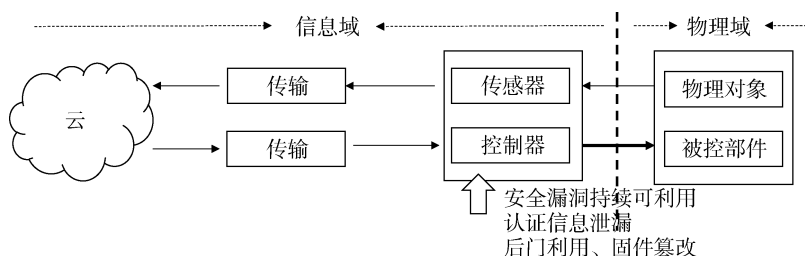 信息域 物理域
传输 传感器 物理对象
云
传输 控制器 被控部件
安全漏洞持续可利用
认证信息泄漏
后门利用、固件篡改